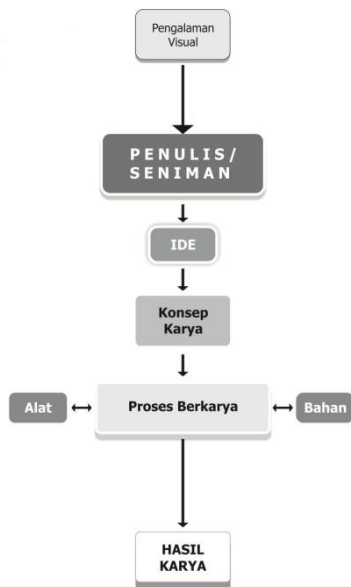 Pengalaman
Visual
PENULIS/
SENIMAN
IDE
Konsep
Karya
Alat
Proses Berkarya
Bahan
HASIL
KARYA